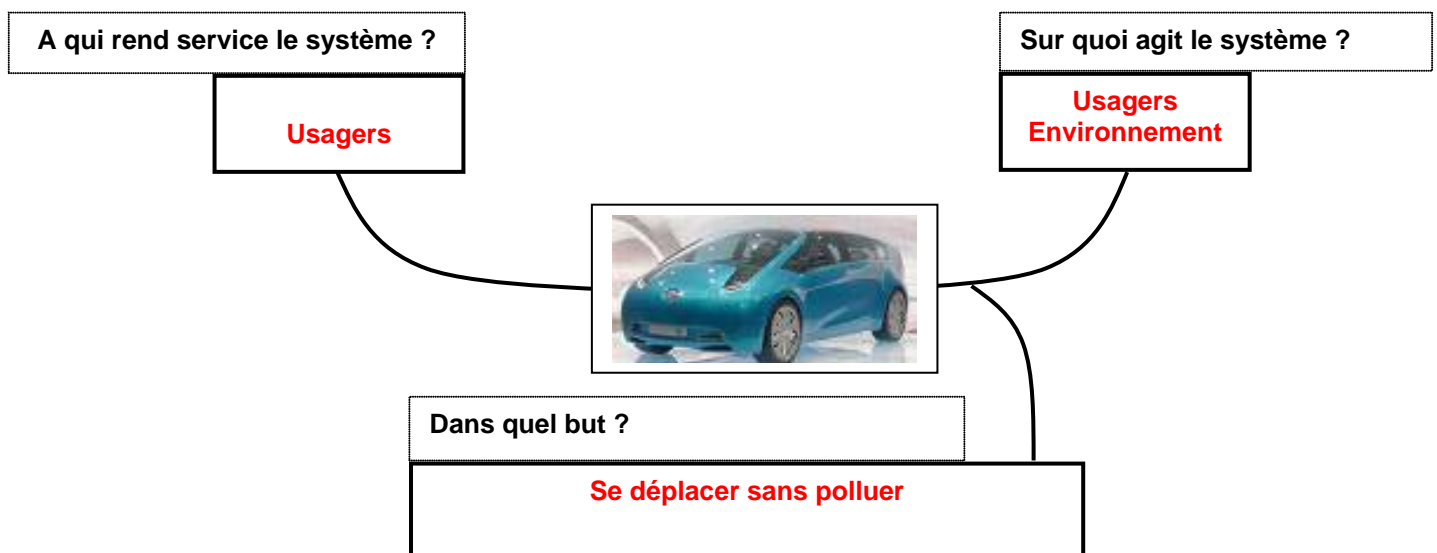 A qui rend service le système ?
Usagers
Sur quoi agit le système ?
Usagers
Environnement
Dans quel but ?
Se déplacer sans polluer